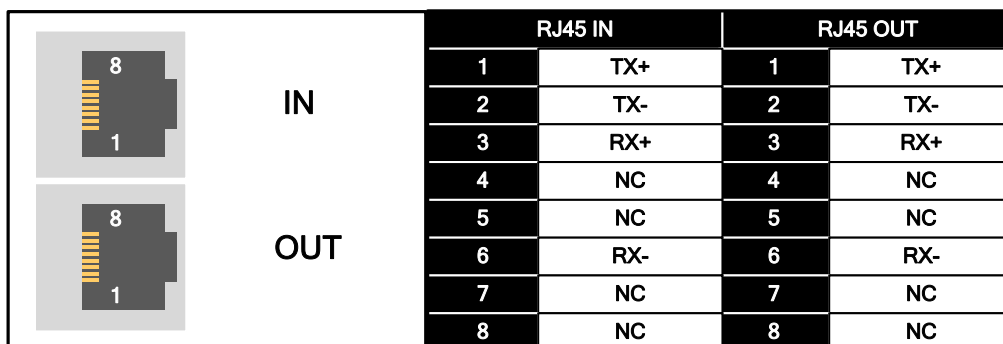 8
1
IN
8
1
OUT
RJ45 IN RJ45 OUT
1 TX+ 1 TX+
2 TX- 2 TX-
3 RX+ 3 RX+
4 NC 4 NC
5 NC 5 NC
6 RX- 6 RX-
7 NC 7 NC
8 NC 8 NC